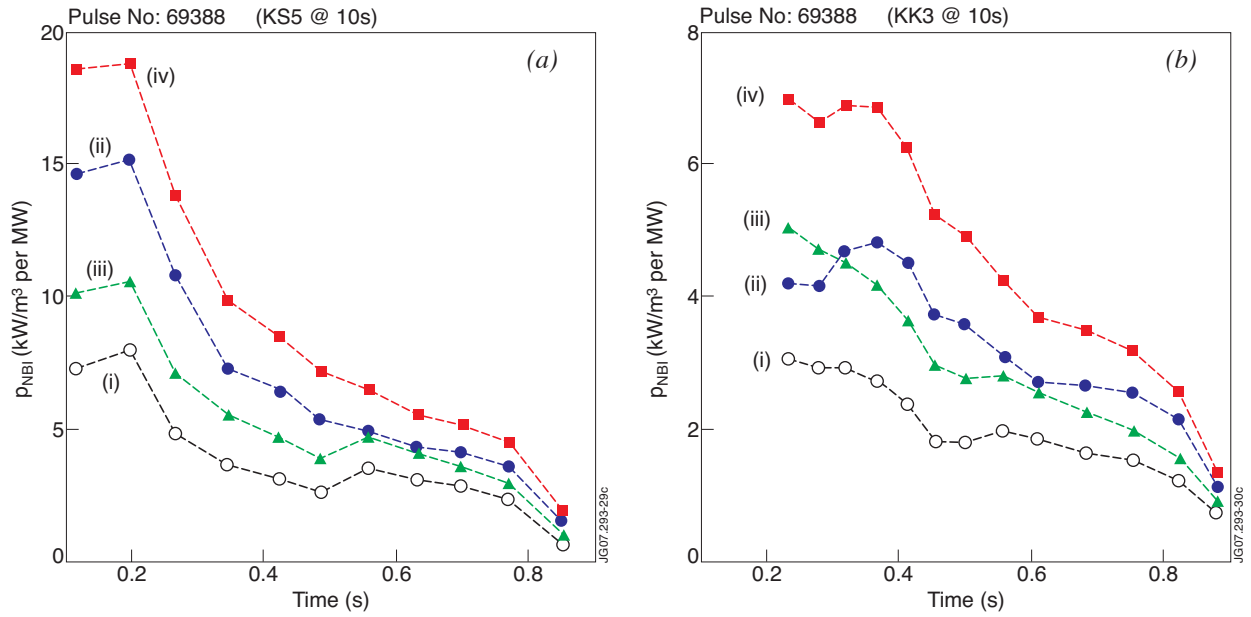 Pulse No: 69388 (KS5 @ 10s)
20
15
10
5
0
p_NBI (kW/m³ per MW)
(a)
(iv)
(ii)
(iii)
(i)
0.2 0.4 0.6 0.8
Time (s)
JG07.293-29c
Pulse No: 69388 (KK3 @ 10s)
8
6
4
2
0
p_NBI (kW/m³ per MW)
(b)
(iv)
(iii)
(ii)
(i)
0.2 0.4 0.6 0.8
Time (s)
JG07.293-30c